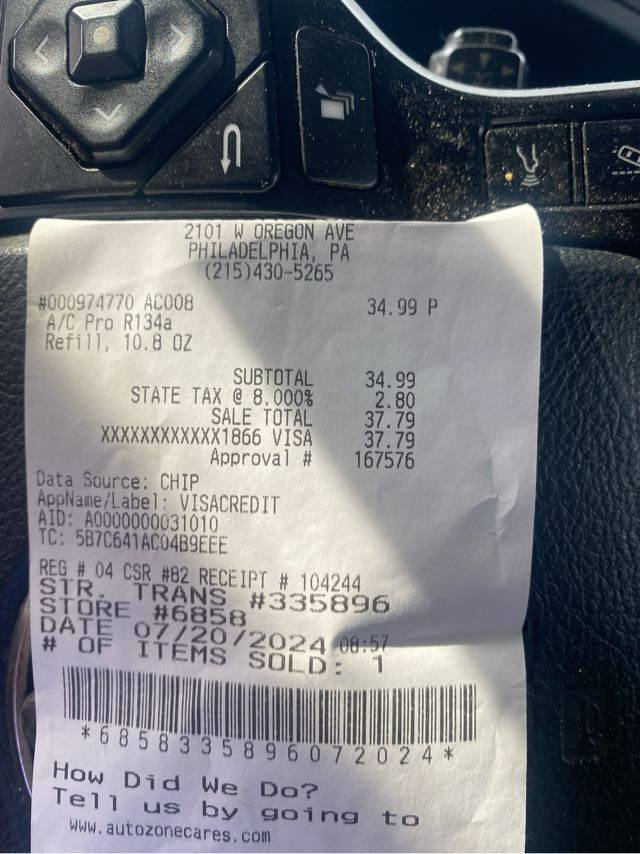 2101 W OREGON AVE
PHILADELPHIA, PA
(215)430-5265
#000974770 AC008 34.99 P
A/C Pro R134a
Refill, 10.8 OZ
SUBTOTAL 34.99
STATE TAX @ 8.000% 2.80
SALE TOTAL 37.79
XXXXXXXXXXXX1866 VISA 37.79
Approval # 167576
Data Source: CHIP
AppName/Label: VISACREDIT
AID: A0000000031010
TC: 5B7C641AC04B9EEE
REG # 04 CSR #82 RECEIPT # 104244
STR. TRANS #335896
STORE #6858
DATE 07/20/2024 08:57
# OF ITEMS SOLD: 1
*6858335896072024*
How Did We Do?
Tell us by going to
www.autozonecares.com